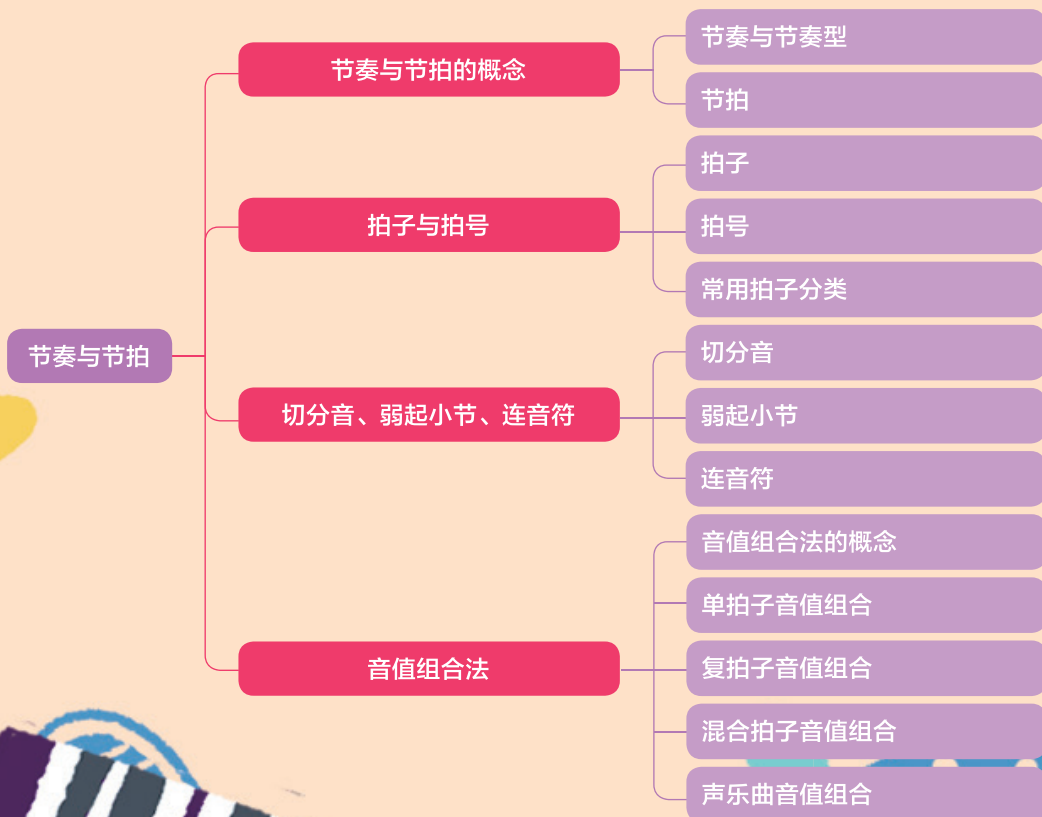 节奏与节拍
节奏与节拍的概念
节奏与节奏型
节拍
拍子与拍号
拍子
拍号
常用拍子分类
切分音、弱起小节、连音符
切分音
弱起小节
连音符
音值组合法
音值组合法的概念
单拍子音值组合
复拍子音值组合
混合拍子音值组合
声乐曲音值组合